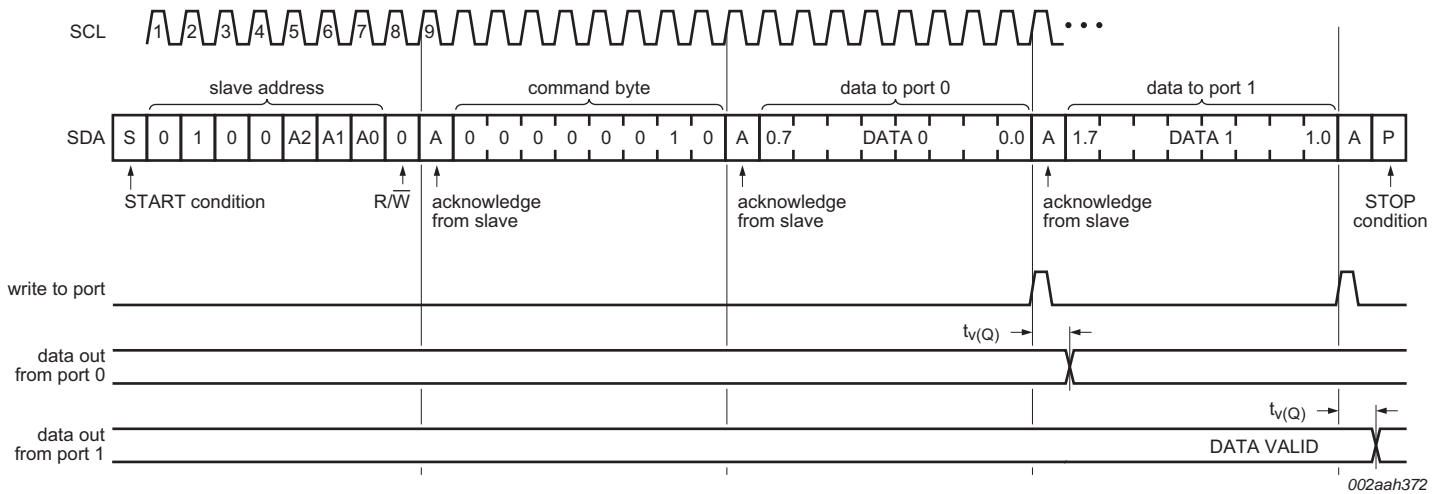 SCL 1 2 3 4 5 6 7 8 9 •••
slave address command byte data to port 0 data to port 1
SDA S 0 1 0 0 A2 A1 A0 0 A 0 0 0 0 0 0 1 0 A 0.7 DATA 0 0.0 A 1.7 DATA 1 1.0 A P
START condition R/W̅ acknowledge from slave acknowledge from slave acknowledge from slave STOP condition
write to port
tv(Q)
data out
from port 0
tv(Q)
data out
from port 1
DATA VALID
002aah372